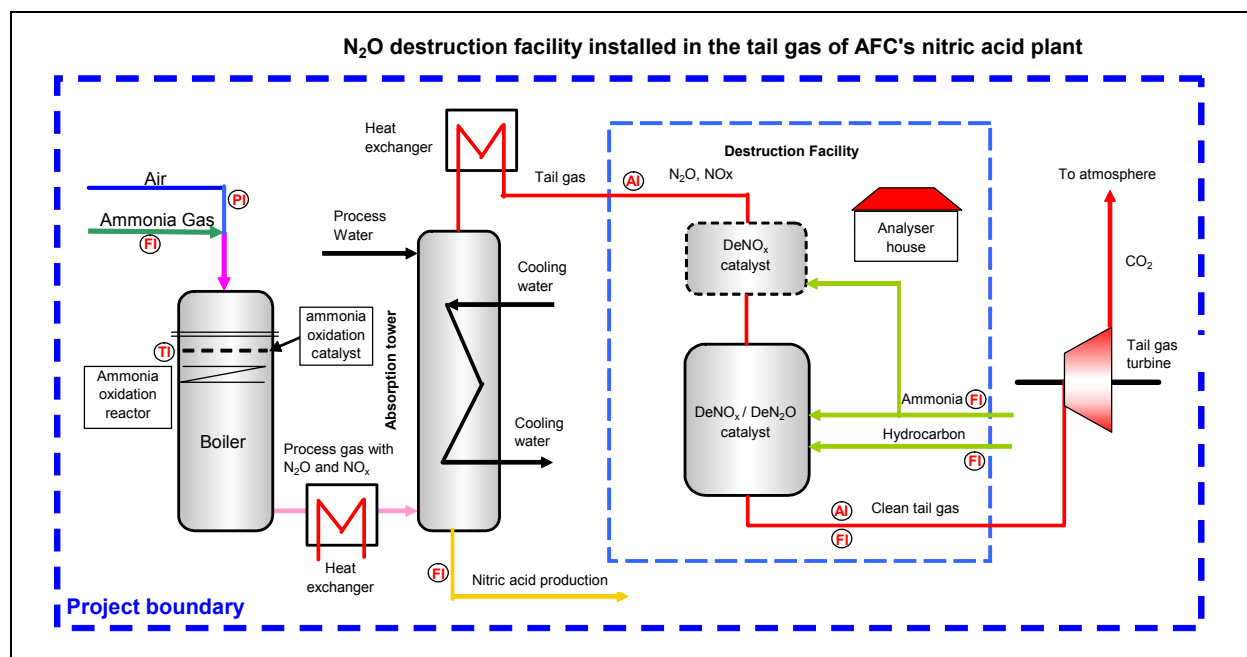 N₂O destruction facility installed in the tail gas of AFC's nitric acid plant
Heat
exchanger
Destruction Facility
Air
PI
Ammonia Gas
FI
Tail gas
AI
N₂O, NOx
To atmosphere
Process
Water
DeNOₓ
catalyst
Analyser
house
CO₂
Cooling
water
ammonia
oxidation
catalyst
TI
Ammonia
oxidation
reactor
Absorption tower
Tail gas
turbine
Boiler
DeNOₓ / DeN₂O
catalyst
Ammonia
FI
Hydrocarbon
FI
Cooling
water
Process gas with
N₂O and NOₓ
AI
Clean tail gas
FI
Heat
exchanger
FI
Nitric acid production
Project boundary